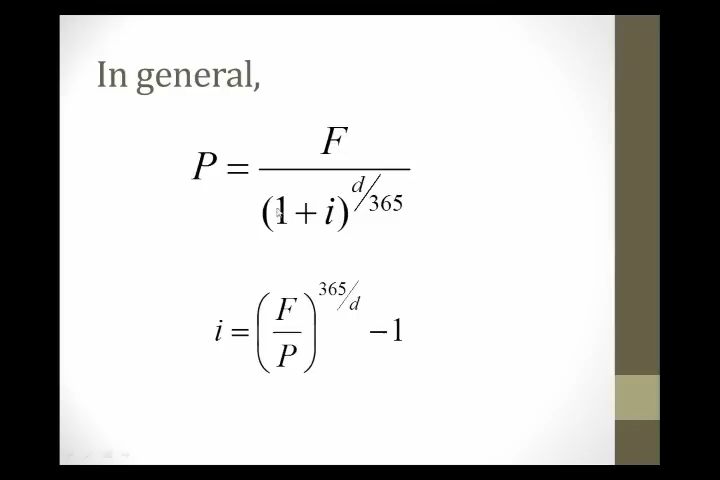 In general,
P = F / (1 + i)^(d/365)
i = (F/P)^(365/d) − 1